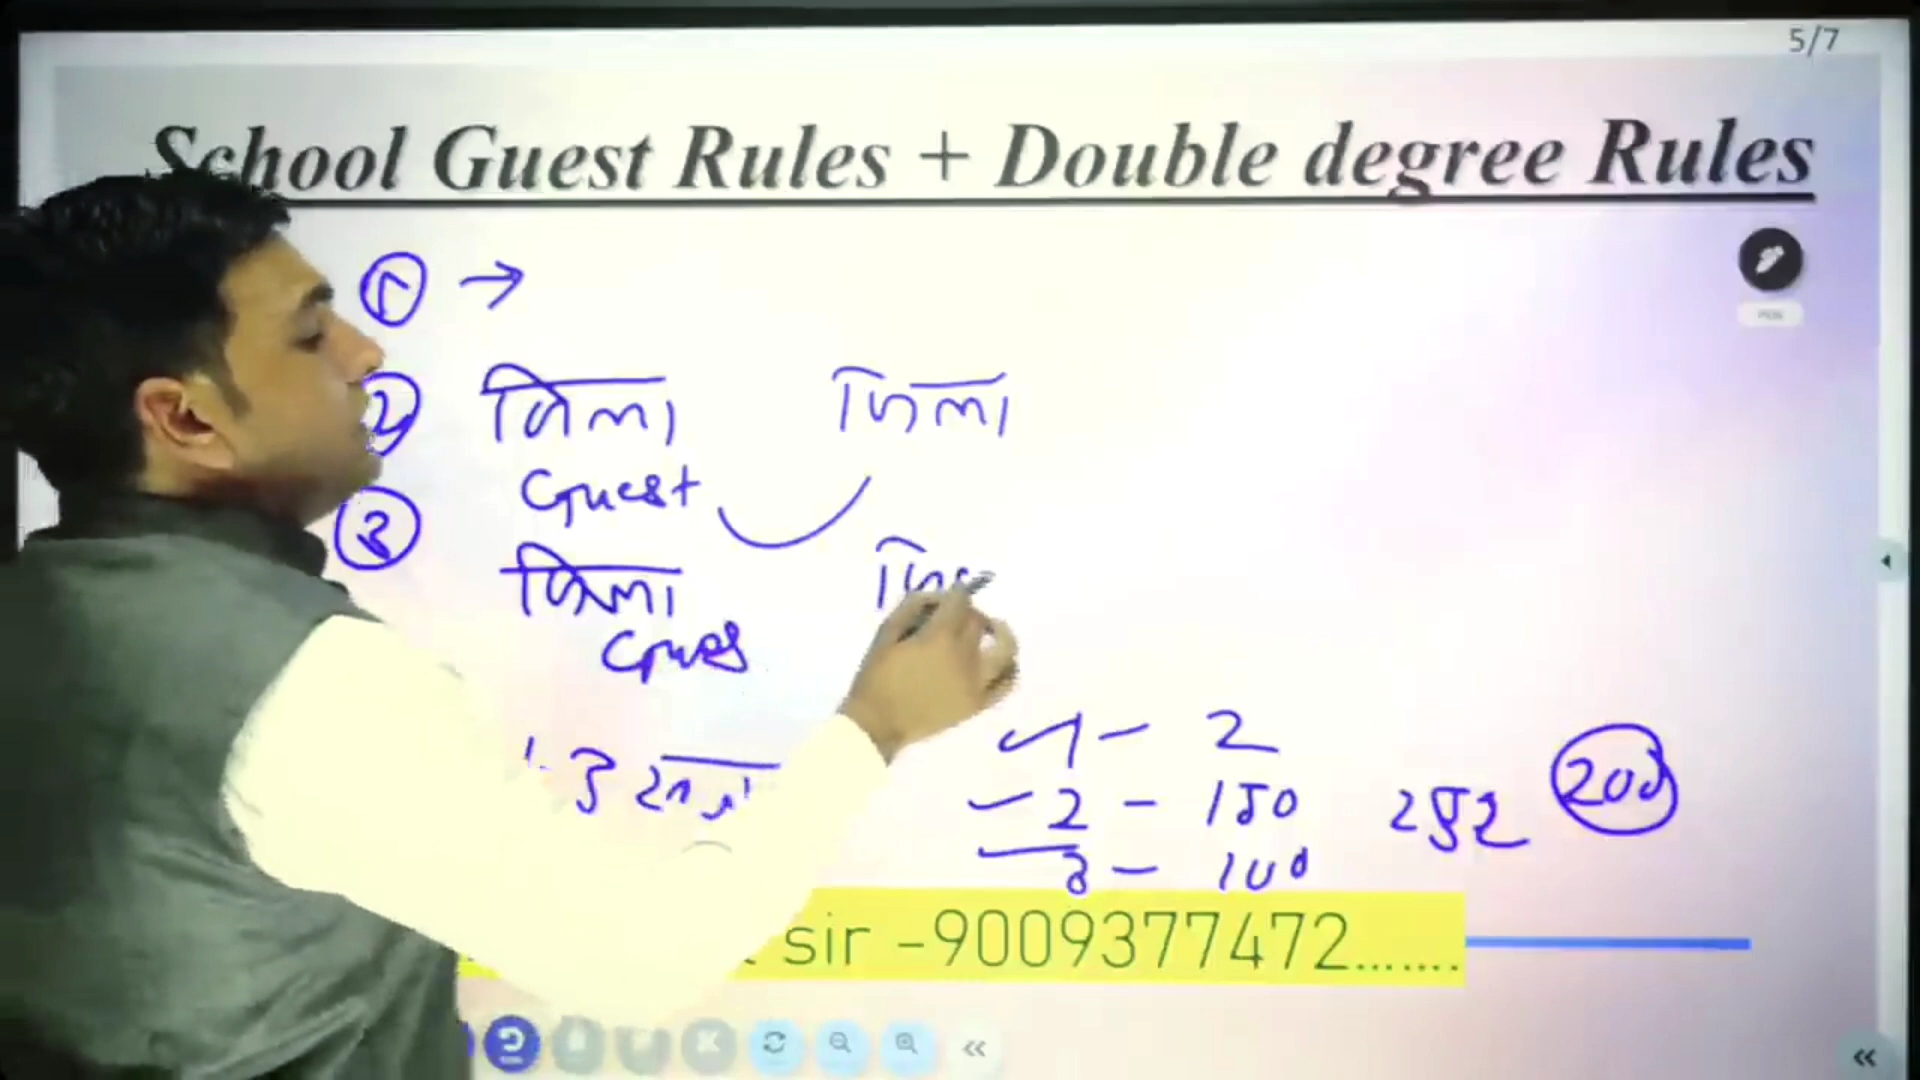 5/7
School Guest Rules + Double degree Rules
1 →
2 जिला जिला
Guest
3 जिला
Gues
1 - 2
2 - 150
3 - 100
252 200
sir -9009377472.......